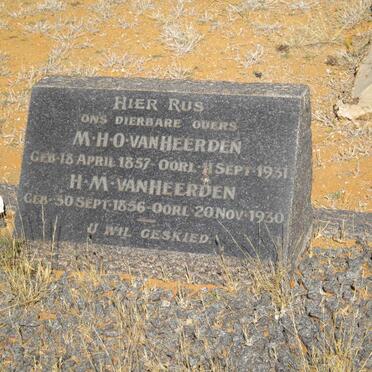 HIER RUS
ONS DIERBARE OUERS
M·H·O·VAN HEERDEN
GEB·18 APRIL 1857·OORL·11 SEPT·1931
H·M·VAN HEERDEN
GEB·30 SEPT·1856·OORL·20 NOV·1930
U WIL GESKIED